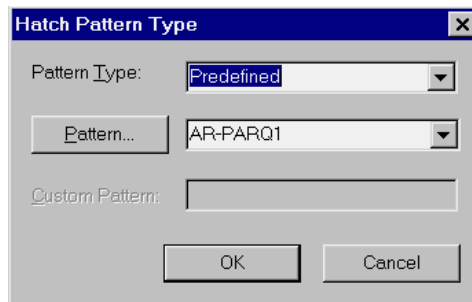 Hatch Pattern Type
Pattern Type: Predefined
Pattern... AR-PARQ1
Custom Pattern:
OK Cancel